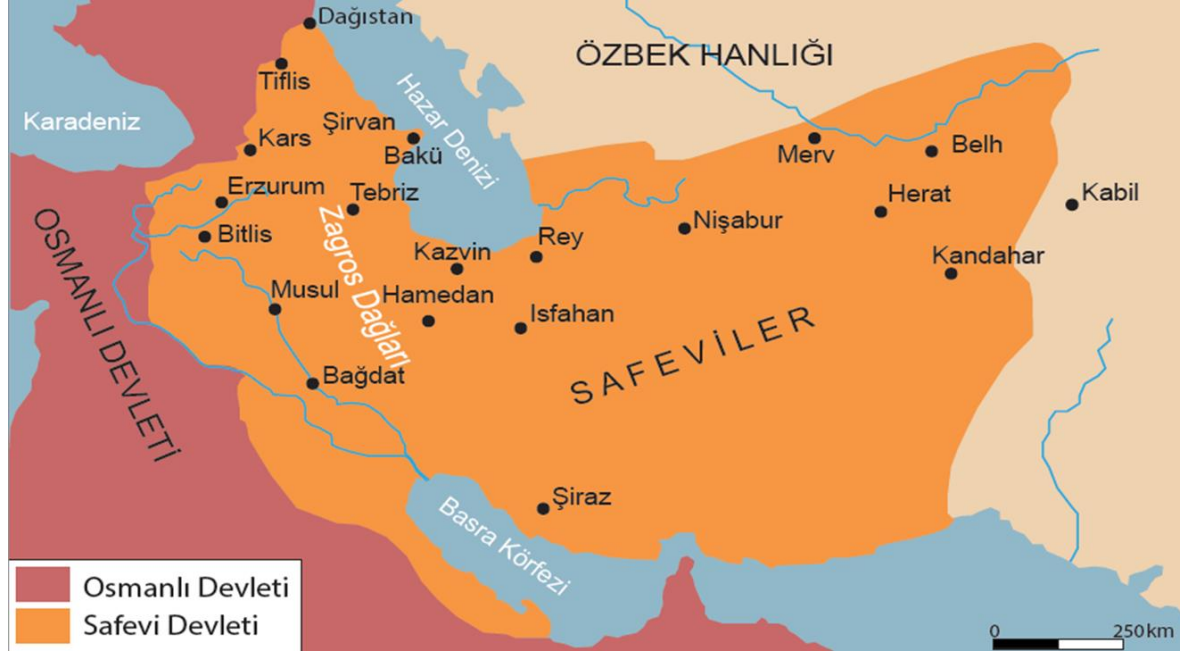 Dağıstan
ÖZBEK HANLIĞI
Tiflis
Hazar Denizi
Karadeniz
Şirvan
Kars
Bakü
Merv
Belh
Erzurum
Tebriz
Herat
Kabil
OSMANLI DEVLETİ
Zagros Dağları
Nişabur
Bitlis
Rey
Kazvin
Kandahar
Musul
Hamedan
Isfahan
SAFEVİLER
Bağdat
Şiraz
Basra Körfezi
Osmanlı Devleti
Safevi Devleti
0 250 km